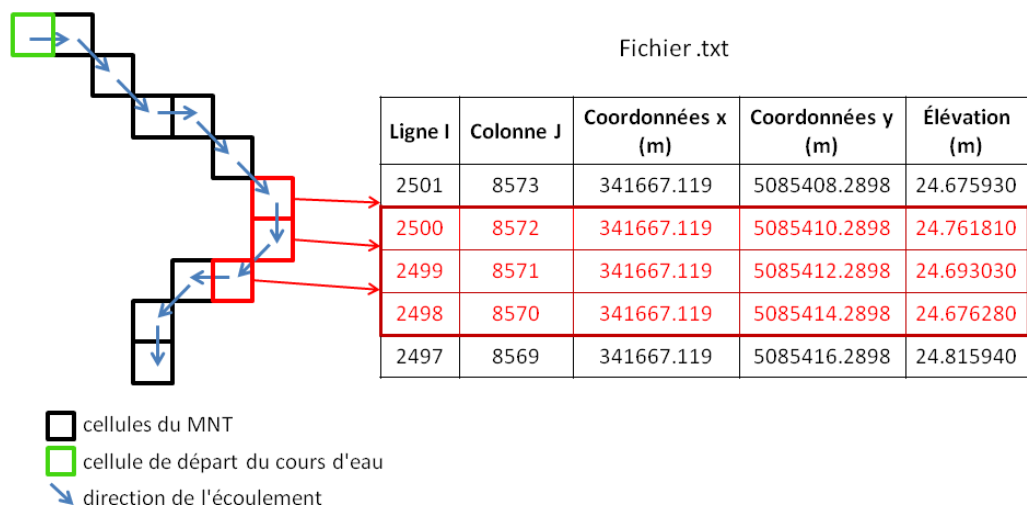 Fichier .txt
Ligne I Colonne J Coordonnées x (m) Coordonnées y (m) Élévation (m)
2501 8573 341667.119 5085408.2898 24.675930
2500 8572 341667.119 5085410.2898 24.761810
2499 8571 341667.119 5085412.2898 24.693030
2498 8570 341667.119 5085414.2898 24.676280
2497 8569 341667.119 5085416.2898 24.815940
cellules du MNT
cellule de départ du cours d'eau
direction de l'écoulement